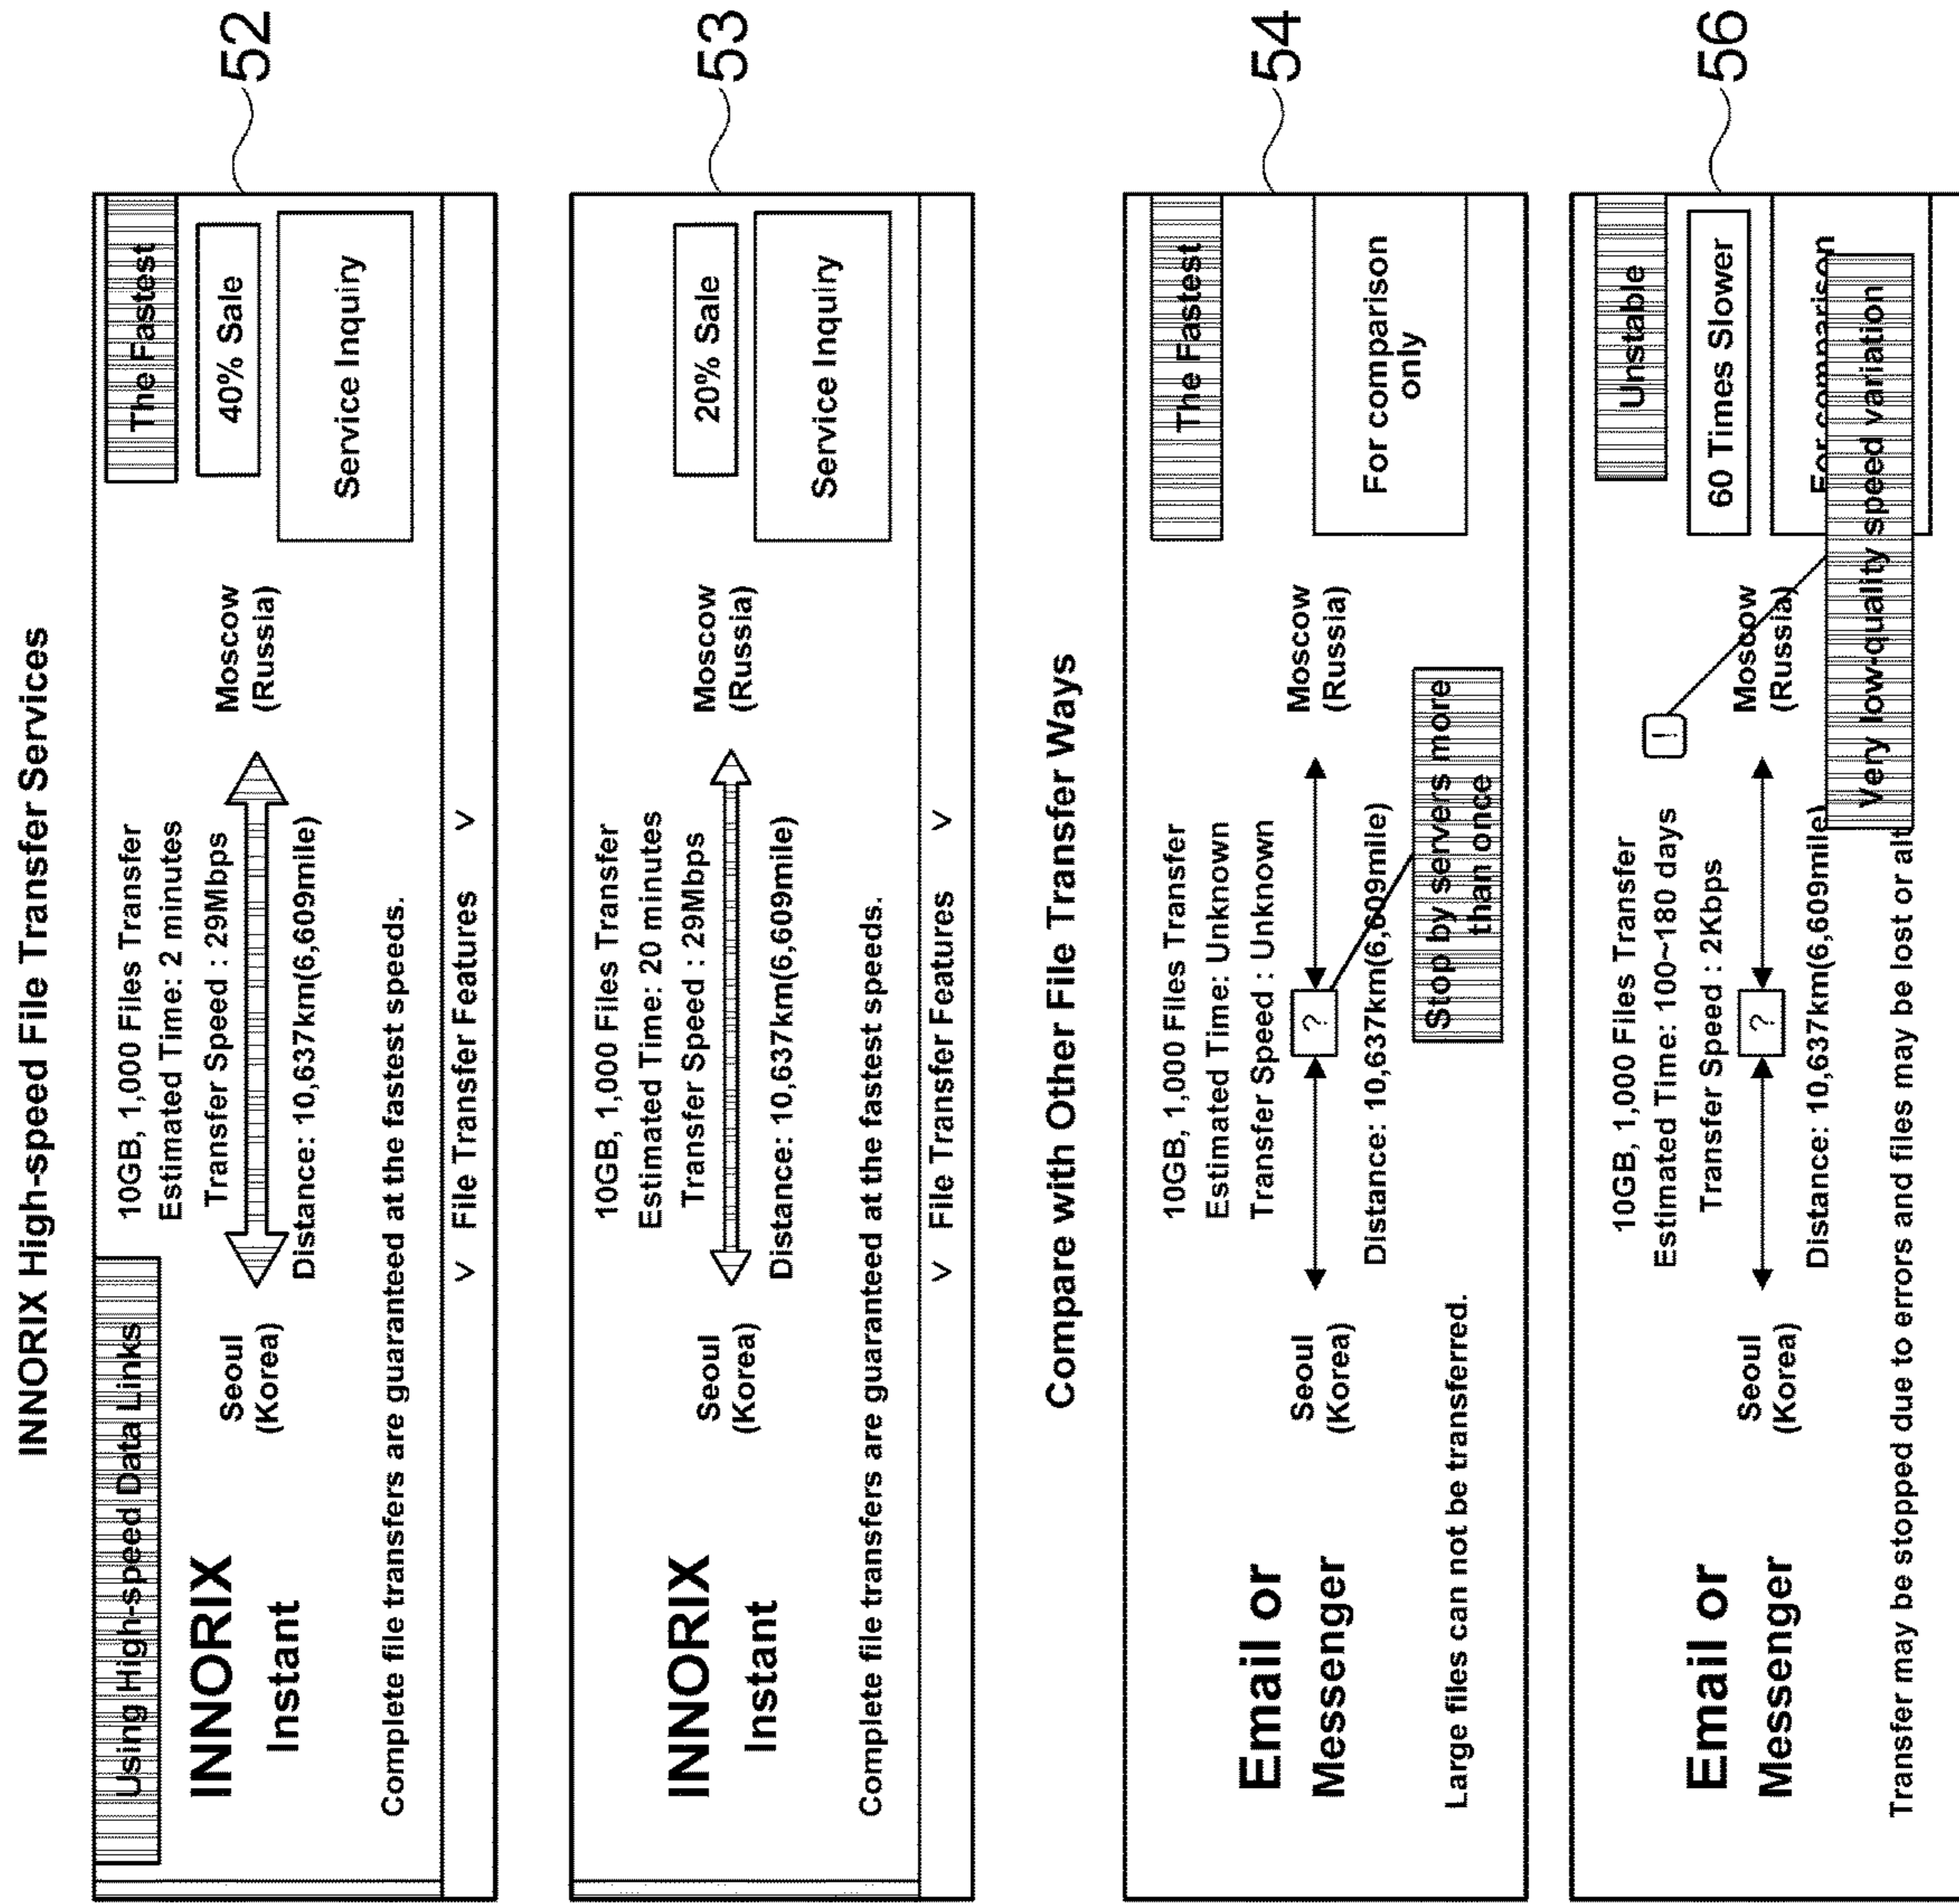 INNORIX High-speed File Transfer Services
Using High-speed Data Links
The Fastest
INNORIX
Instant
Seoul
(Korea)
10GB, 1,000 Files Transfer
Estimated Time: 2 minutes
Transfer Speed : 29Mbps
Distance: 10,637km(6,609mile)
Moscow
(Russia)
40% Sale
Service Inquiry
Complete file transfers are guaranteed at the fastest speeds.
∨ File Transfer Features ∨
52
INNORIX
Instant
Seoul
(Korea)
10GB, 1,000 Files Transfer
Estimated Time: 20 minutes
Transfer Speed : 29Mbps
Distance: 10,637km(6,609mile)
Moscow
(Russia)
20% Sale
Service Inquiry
Complete file transfers are guaranteed at the fastest speeds.
∨ File Transfer Features ∨
53
Compare with Other File Transfer Ways
The Fastest
Email or
Messenger
Seoul
(Korea)
10GB, 1,000 Files Transfer
Estimated Time: Unknown
Transfer Speed : Unknown
?
Distance: 10,637km(6,609mile)
Moscow
(Russia)
For comparison
only
Stop by servers more
than once
Large files can not be transferred.
54
Unstable
Email or
Messenger
Seoul
(Korea)
10GB, 1,000 Files Transfer
Estimated Time: 100~180 days
Transfer Speed : 2Kbps
!
?
Distance: 10,637km(6,609mile)
Moscow
(Russia)
60 Times Slower
For comparison
Very low-quality speed variation
Transfer may be stopped due to errors and files may be lost or alt
56